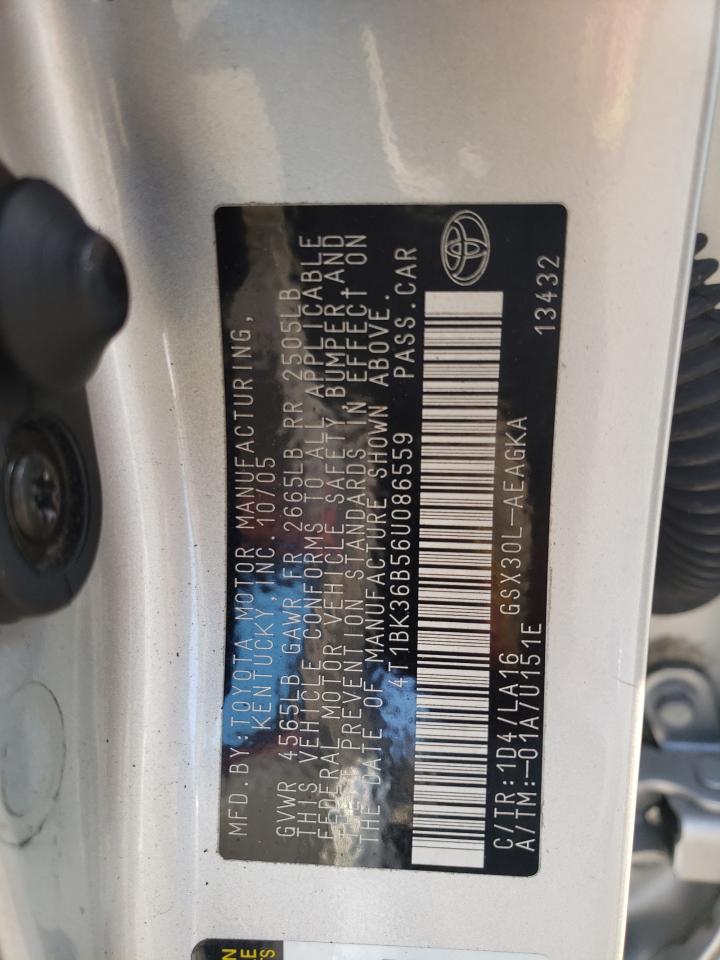 MFD.BY:TOYOTA MOTOR MANUFACTURING,
KENTUCKY, INC. 10/05
GVWR 4565LB GAWR FR 2665LB RR 2505LB
THIS VEHICLE CONFORMS TO ALL APPLICABLE
FEDERAL MOTOR VEHICLE SAFETY, BUMPER AND
THEFT PREVENTION STANDARDS IN EFFECT ON
THE DATE OF MANUFACTURE SHOWN ABOVE.
4T1BK36B56U086559 PASS.CAR
C/TR:1D4/LA16 GSX30L-AEAGKA
A/TM:-01A/U151E 13432